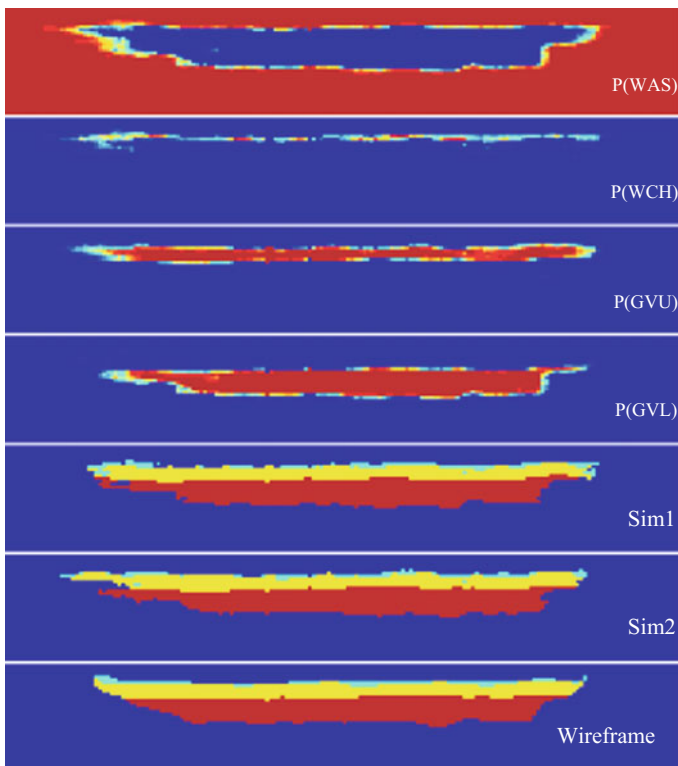 P(WAS)
P(WCH)
P(GVU)
P(GVL)
Sim1
Sim2
Wireframe